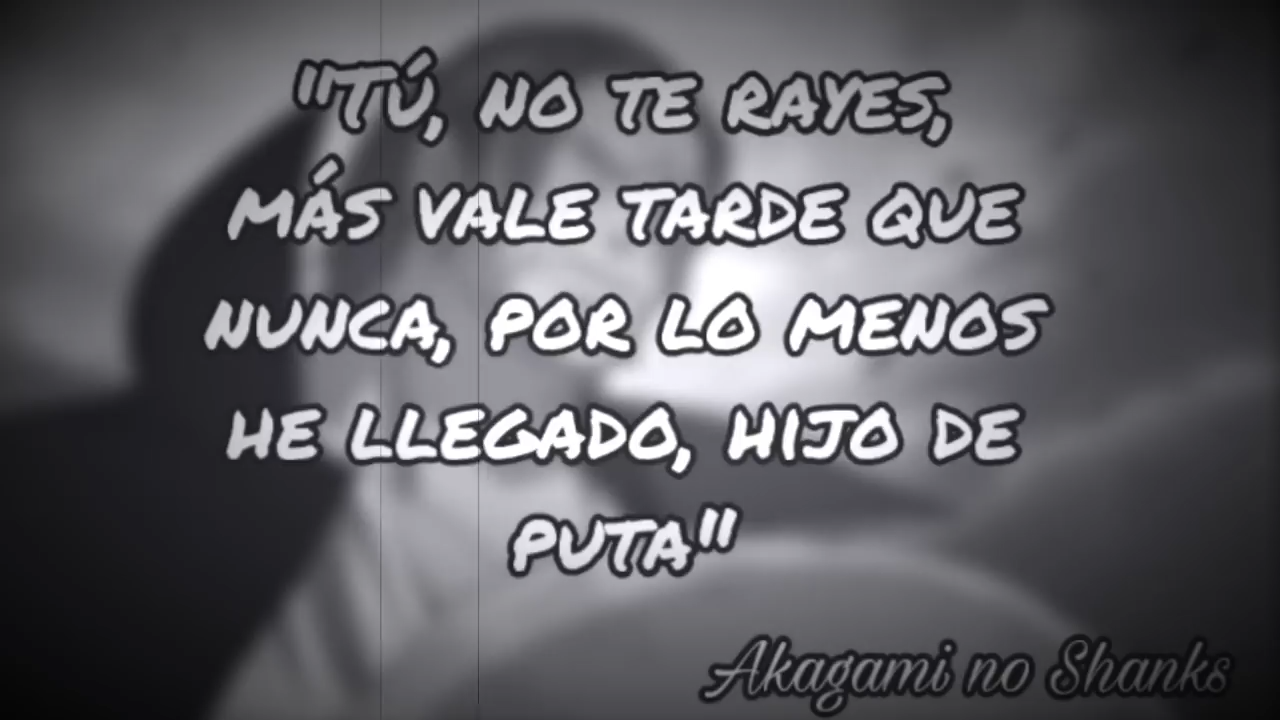 "TÚ, NO TE RAYES,
MÁS VALE TARDE QUE
NUNCA, POR LO MENOS
HE LLEGADO, HIJO DE
PUTA"
Akagami no Shanks